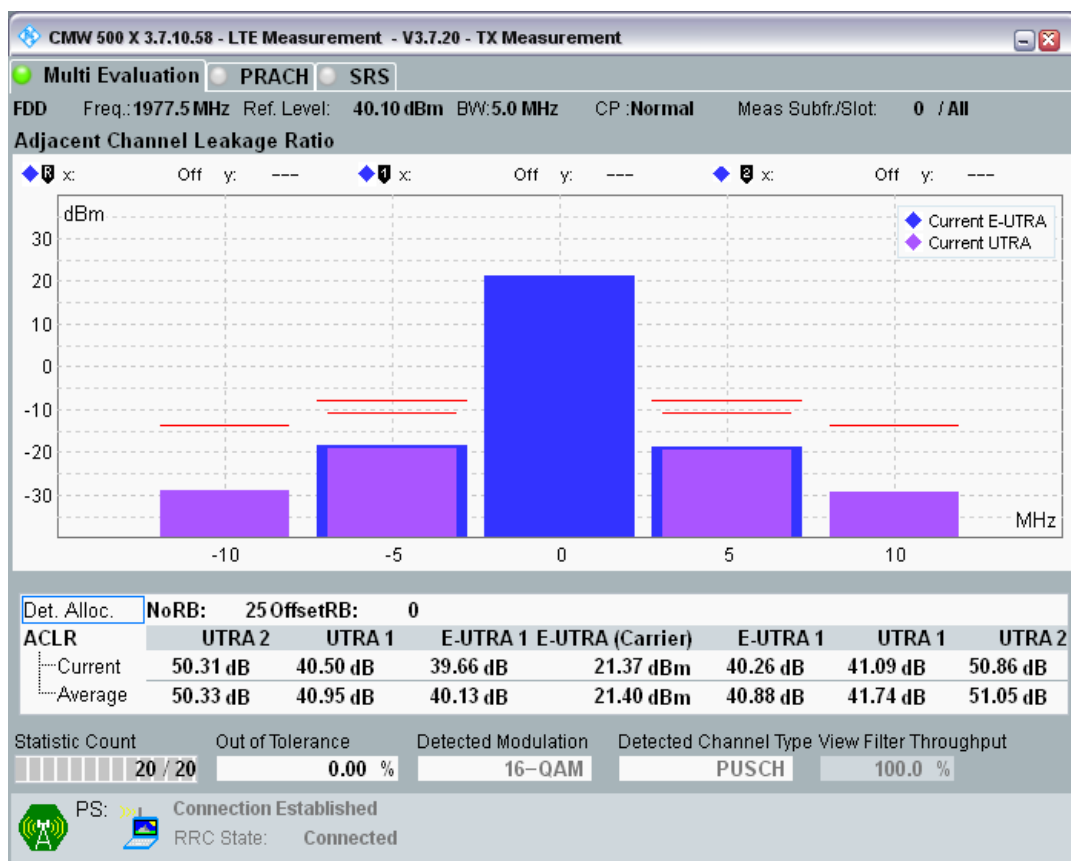 CMW 500 X 3.7.10.58 - LTE Measurement - V3.7.20 - TX Measurement
Multi Evaluation PRACH SRS
FDD Freq.: 1977.5 MHz Ref. Level: 40.10 dBm BW: 5.0 MHz CP : Normal Meas Subfr./Slot: 0 / All
Adjacent Channel Leakage Ratio
R x: Off y: --- 1 x: Off y: --- 2 x: Off y: ---
dBm
Current E-UTRA
Current UTRA
30
20
10
0
-10
-20
-30
MHz
-10 -5 0 5 10
Det. Alloc. NoRB: 25 OffsetRB: 0
ACLR UTRA 2 UTRA 1 E-UTRA 1 E-UTRA (Carrier) E-UTRA 1 UTRA 1 UTRA 2
Current 50.31 dB 40.50 dB 39.66 dB 21.37 dBm 40.26 dB 41.09 dB 50.86 dB
Average 50.33 dB 40.95 dB 40.13 dB 21.40 dBm 40.88 dB 41.74 dB 51.05 dB
Statistic Count Out of Tolerance Detected Modulation Detected Channel Type View Filter Throughput
20 / 20 0.00 % 16-QAM PUSCH 100.0 %
PS: Connection Established
RRC State: Connected